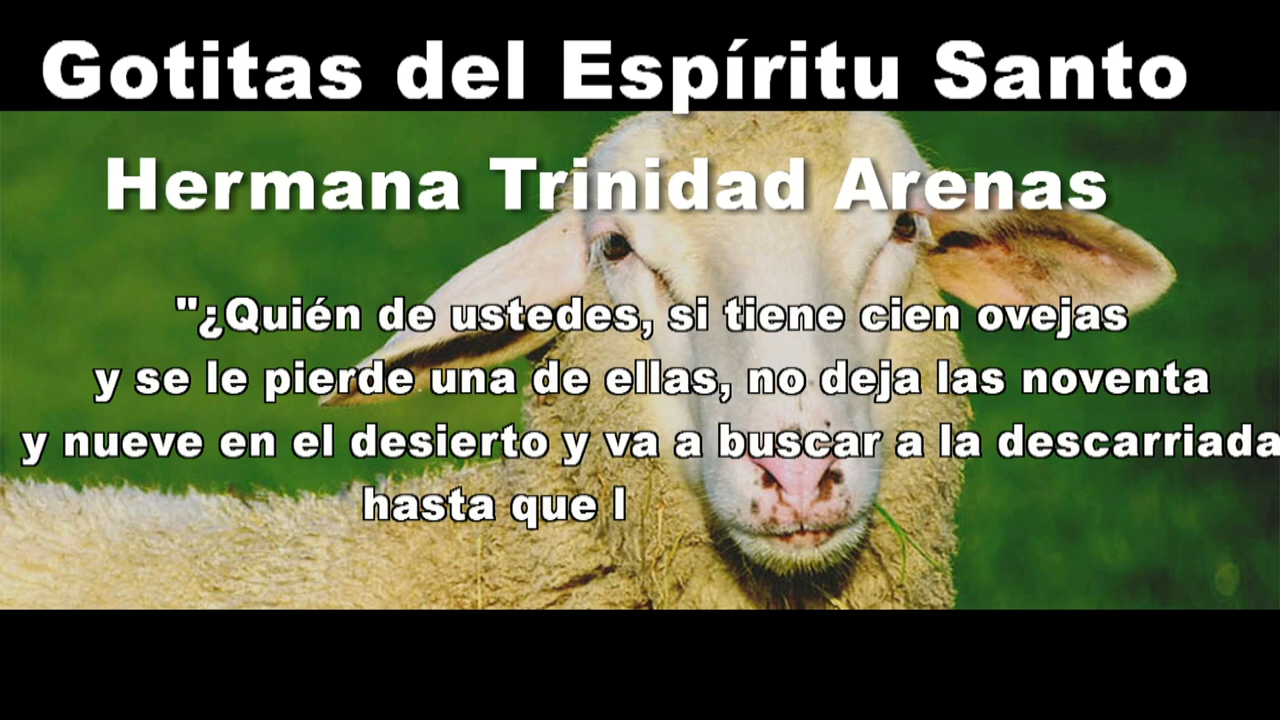 Gotitas del Espíritu Santo
Hermana Trinidad Arenas
"¿Quién de ustedes, si tiene cien ovejas
y se le pierde una de ellas, no deja las noventa
y nueve en el desierto y va a buscar a la descarriada
hasta que l